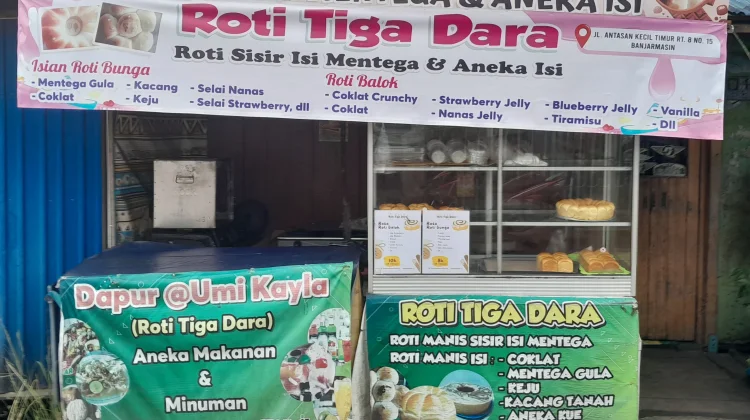 MENTEGA & ANEKA ISI
Roti Tiga Dara
Roti Sisir Isi Mentega & Aneka Isi
JL. ANTASAN KECIL TIMUR RT. 8 NO. 15
BANJARMASIN
Isian Roti Bunga
- Mentega Gula
- Coklat
- Kacang
- Keju
- Selai Nanas
- Selai Strawberry, dll
Roti Balok
- Coklat Crunchy
- Coklat
- Strawberry Jelly
- Nanas Jelly
- Blueberry Jelly
- Tiramisu
- Vanilla
- Dll
Dapur @Umi Kayla
(Roti Tiga Dara)
Aneka Makanan
&
Minuman
ROTI TIGA DARA
ROTI MANIS SISIR ISI MENTEGA
ROTI MANIS ISI : - COKLAT
- MENTEGA GULA
- KEJU
- KACANG TANAH
- ANEKA KUE